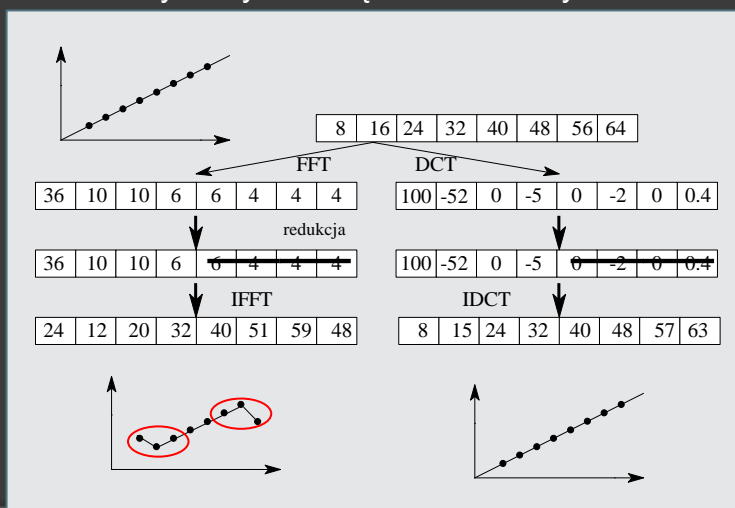 8 16 24 32 40 48 56 64
FFT DCT
36 10 10 6 6 4 4 4 100 -52 0 -5 0 -2 0 0.4
redukcja
36 10 10 6 6 4 4 4 100 -52 0 -5 0 -2 0 0.4
IFFT IDCT
24 12 20 32 40 51 59 48 8 15 24 32 40 48 57 63